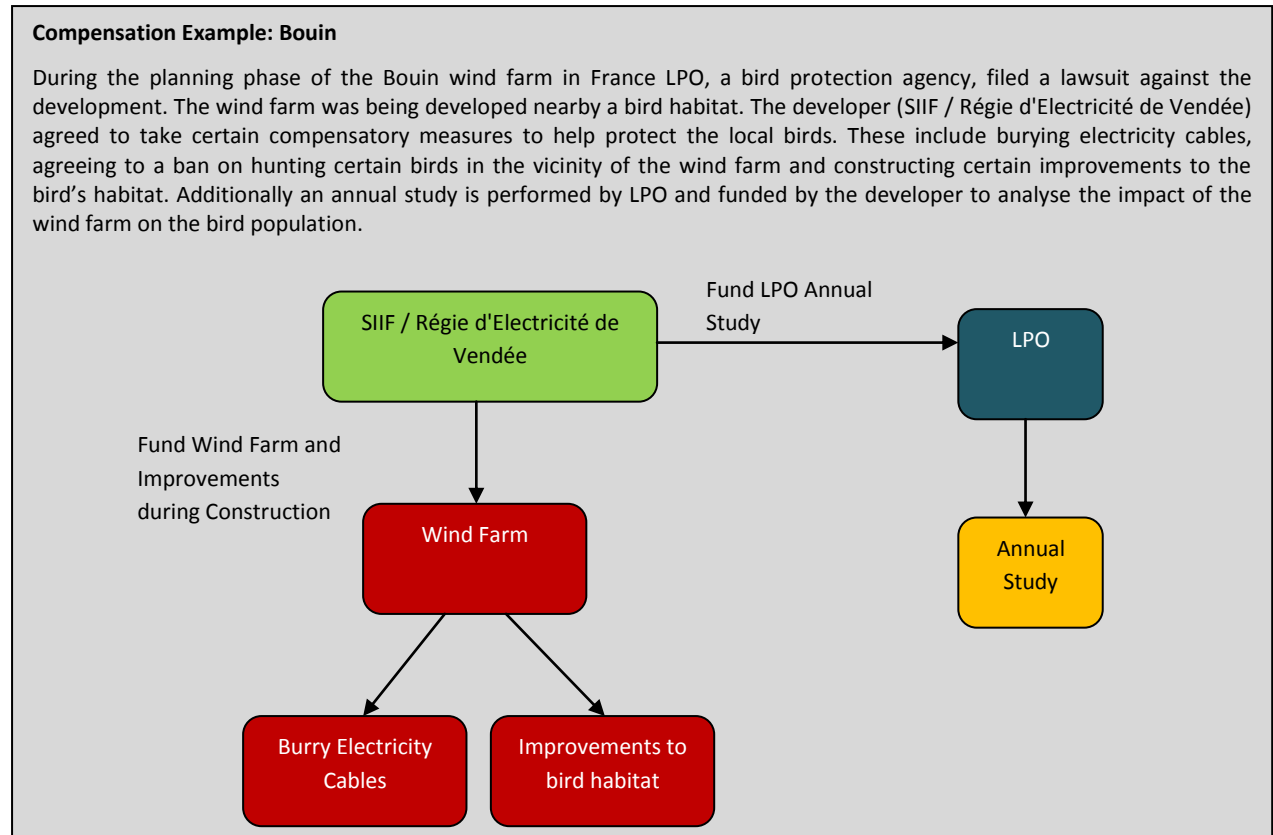 Compensation Example: Bouin
During the planning phase of the Bouin wind farm in France LPO, a bird protection agency, filed a lawsuit against the
development. The wind farm was being developed nearby a bird habitat. The developer (SIIF / Régie d'Electricité de Vendée)
agreed to take certain compensatory measures to help protect the local birds. These include burying electricity cables,
agreeing to a ban on hunting certain birds in the vicinity of the wind farm and constructing certain improvements to the
bird’s habitat. Additionally an annual study is performed by LPO and funded by the developer to analyse the impact of the
wind farm on the bird population.
SIIF / Régie d'Electricité de
Vendée
Fund LPO Annual
Study
LPO
Fund Wind Farm and
Improvements
during Construction
Wind Farm
Annual
Study
Burry Electricity
Cables
Improvements to
bird habitat